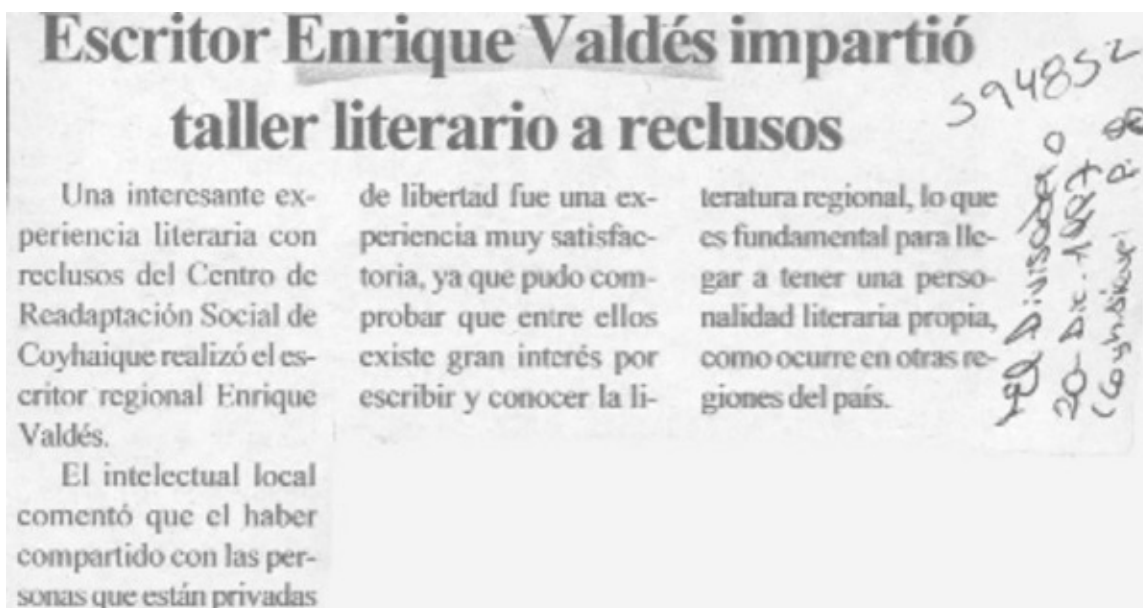 Escritor Enrique Valdés impartió
taller literario a reclusos
Una interesante ex-
periencia literaria con
reclusos del Centro de
Readaptación Social de
Coyhaique realizó el es-
critor regional Enrique
Valdés.
El intelectual local
comentó que el haber
compartido con las per-
sonas que están privadas
de libertad fue una ex-
periencia muy satisfac-
toria, ya que pudo com-
probar que entre ellos
existe gran interés por
escribir y conocer la li-
teratura regional, lo que
es fundamental para lle-
gar a tener una perso-
nalidad literaria propia,
como ocurre en otras re-
giones del país.
594852
20-Dic. 1997